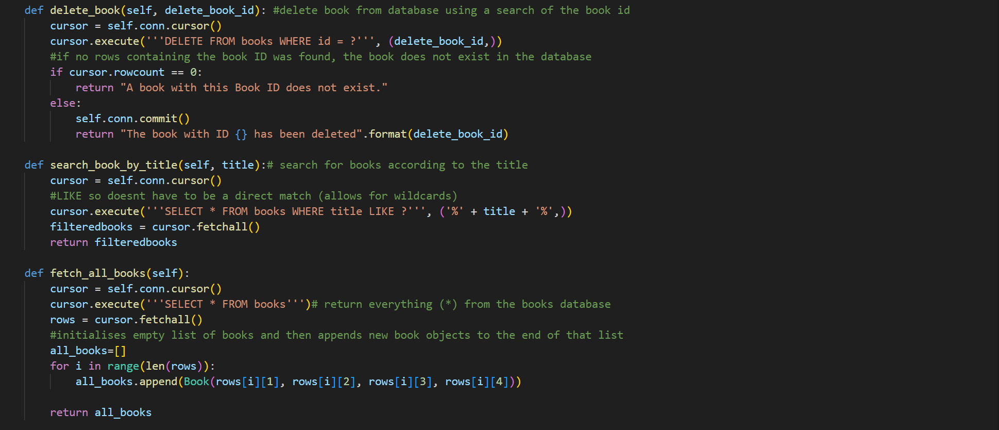 def delete_book(self, delete_book_id): #delete book from database using a search of the book id
cursor = self.conn.cursor()
cursor.execute('''DELETE FROM books WHERE id = ?''', (delete_book_id,))
#if no rows containing the book ID was found, the book does not exist in the database
if cursor.rowcount == 0:
return "A book with this Book ID does not exist."
else:
self.conn.commit()
return "The book with ID {} has been deleted".format(delete_book_id)
def search_book_by_title(self, title):# search for books according to the title
cursor = self.conn.cursor()
#LIKE so doesnt have to be a direct match (allows for wildcards)
cursor.execute('''SELECT * FROM books WHERE title LIKE ?''', ('%' + title + '%',))
filteredbooks = cursor.fetchall()
return filteredbooks
def fetch_all_books(self):
cursor = self.conn.cursor()
cursor.execute('''SELECT * FROM books''')# return everything (*) from the books database
rows = cursor.fetchall()
#initialises empty list of books and then appends new book objects to the end of that list
all_books=[]
for i in range(len(rows)):
all_books.append(Book(rows[i][1], rows[i][2], rows[i][3], rows[i][4]))
return all_books